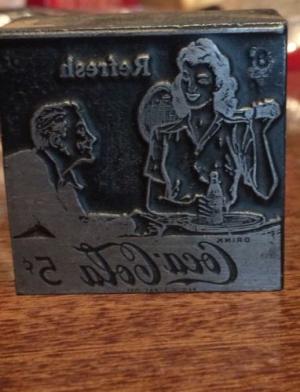 Refresh
DRINK
Coca-Cola 5¢